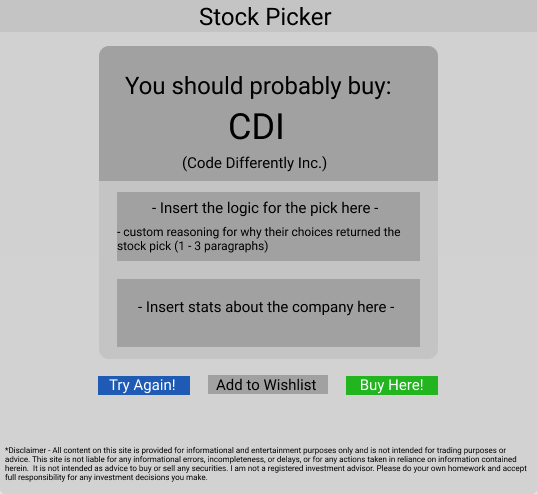 Stock Picker
You should probably buy:
CDI
(Code Differently Inc.)
- Insert the logic for the pick here -
- custom reasoning for why their choices returned the
stock pick (1 - 3 paragraphs)
- Insert stats about the company here -
Try Again!
Add to Wishlist
Buy Here!
*Disclaimer - All content on this site is provided for informational and entertainment purposes only and is not intended for trading purposes or
advice. This site is not liable for any informational errors, incompleteness, or delays, or for any actions taken in reliance on information contained
herein.  It is not intended as advice to buy or sell any securities. I am not a registered investment advisor. Please do your own homework and accept
full responsibility for any investment decisions you make.